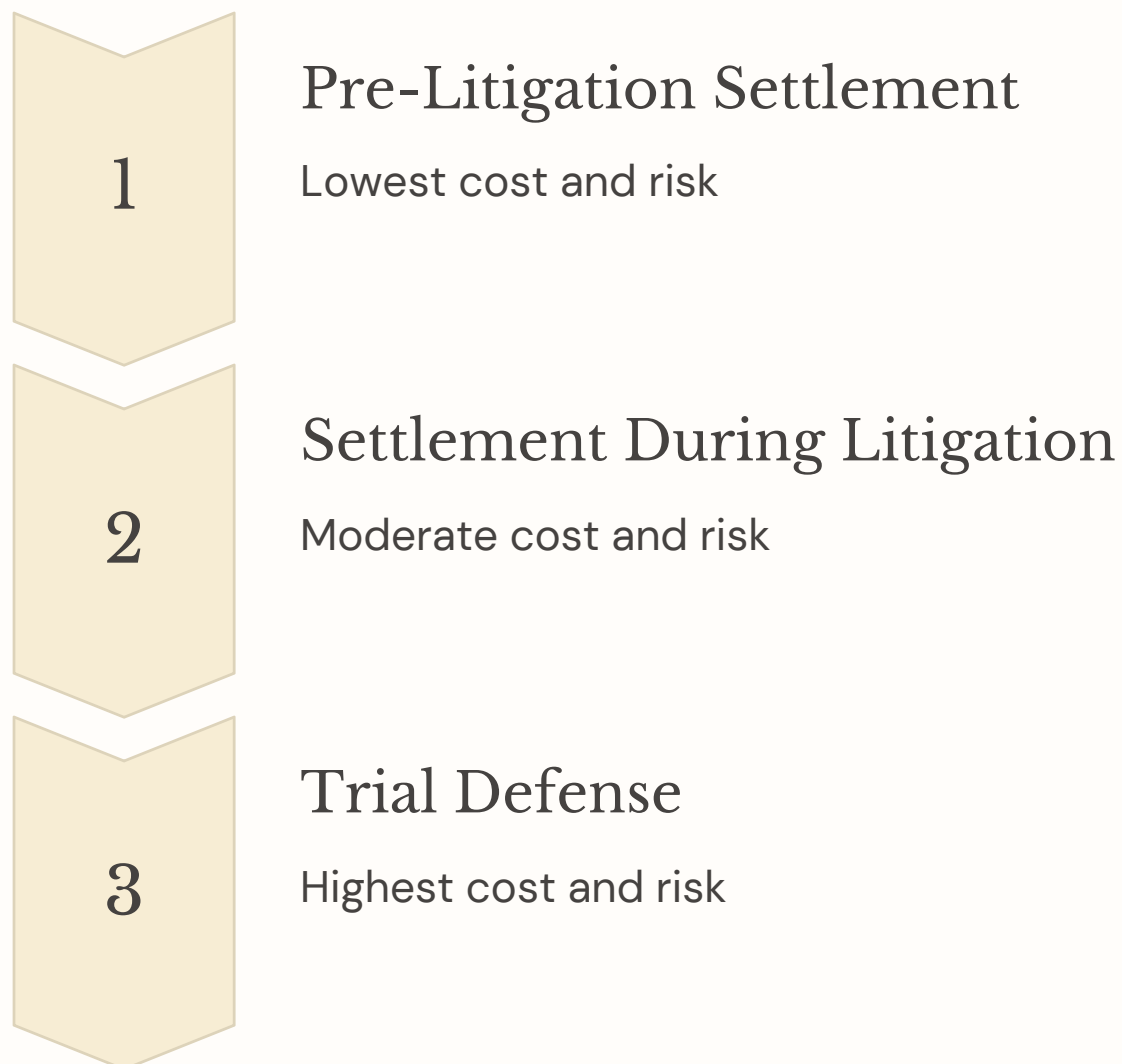 1
Pre-Litigation Settlement
Lowest cost and risk
2
Settlement During Litigation
Moderate cost and risk
3
Trial Defense
Highest cost and risk